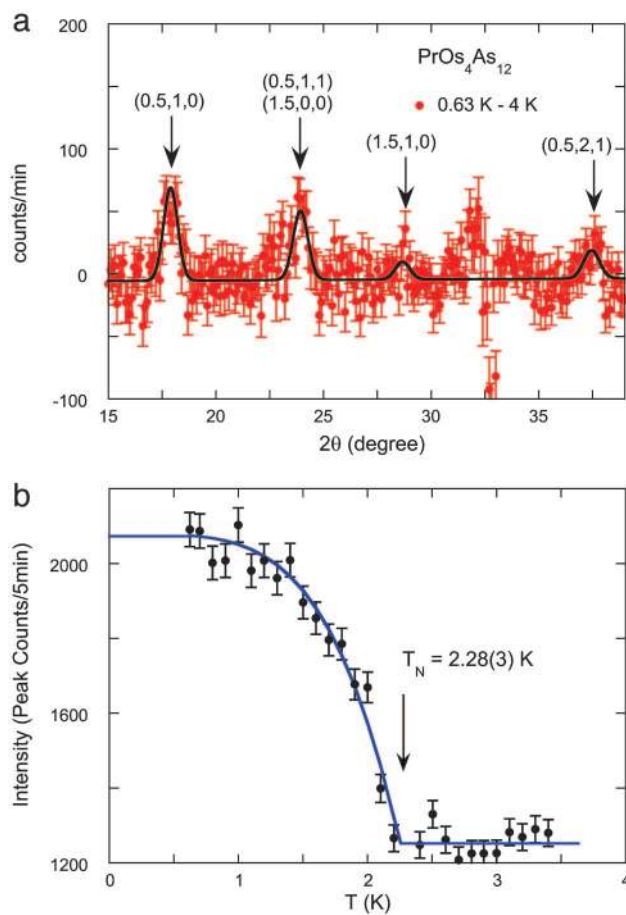 a
200
100
0
-100
counts/min
PrOs₄As₁₂
0.63 K - 4 K
(0.5,1,0)
(0.5,1,1)
(1.5,0,0)
(1.5,1,0)
(0.5,2,1)
15 20 25 30 35
2θ (degree)
b
2000
1600
1200
Intensity (Peak Counts/5min)
T_N = 2.28(3) K
0 1 2 3 4
T (K)